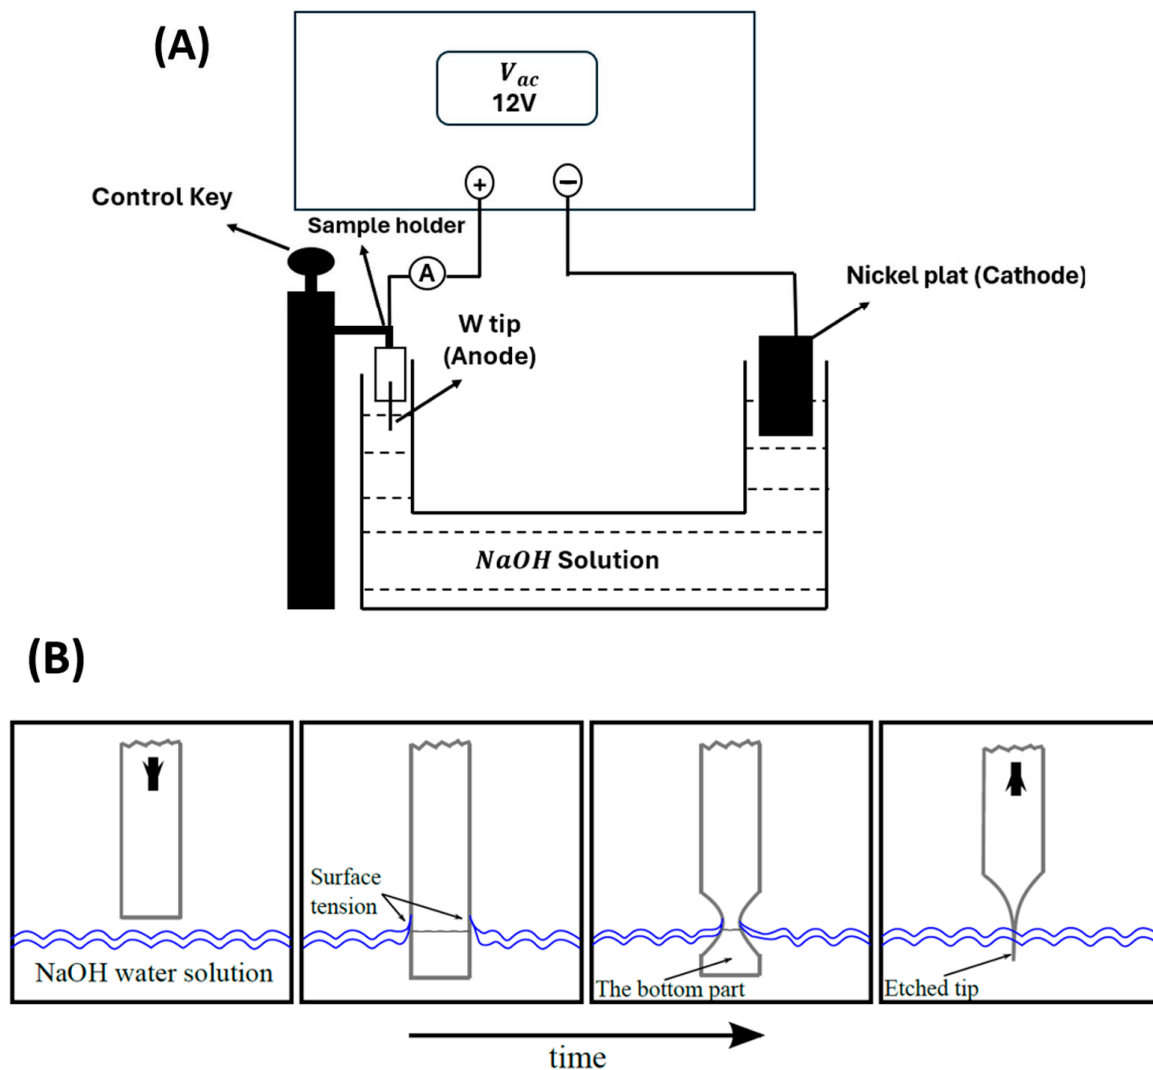 (A)
V_ac
12V
+
−
Control Key
Sample holder
A
Nickel plat (Cathode)
W tip
(Anode)
NaOH Solution
(B)
NaOH water solution
Surface
tension
The bottom part
Etched tip
time